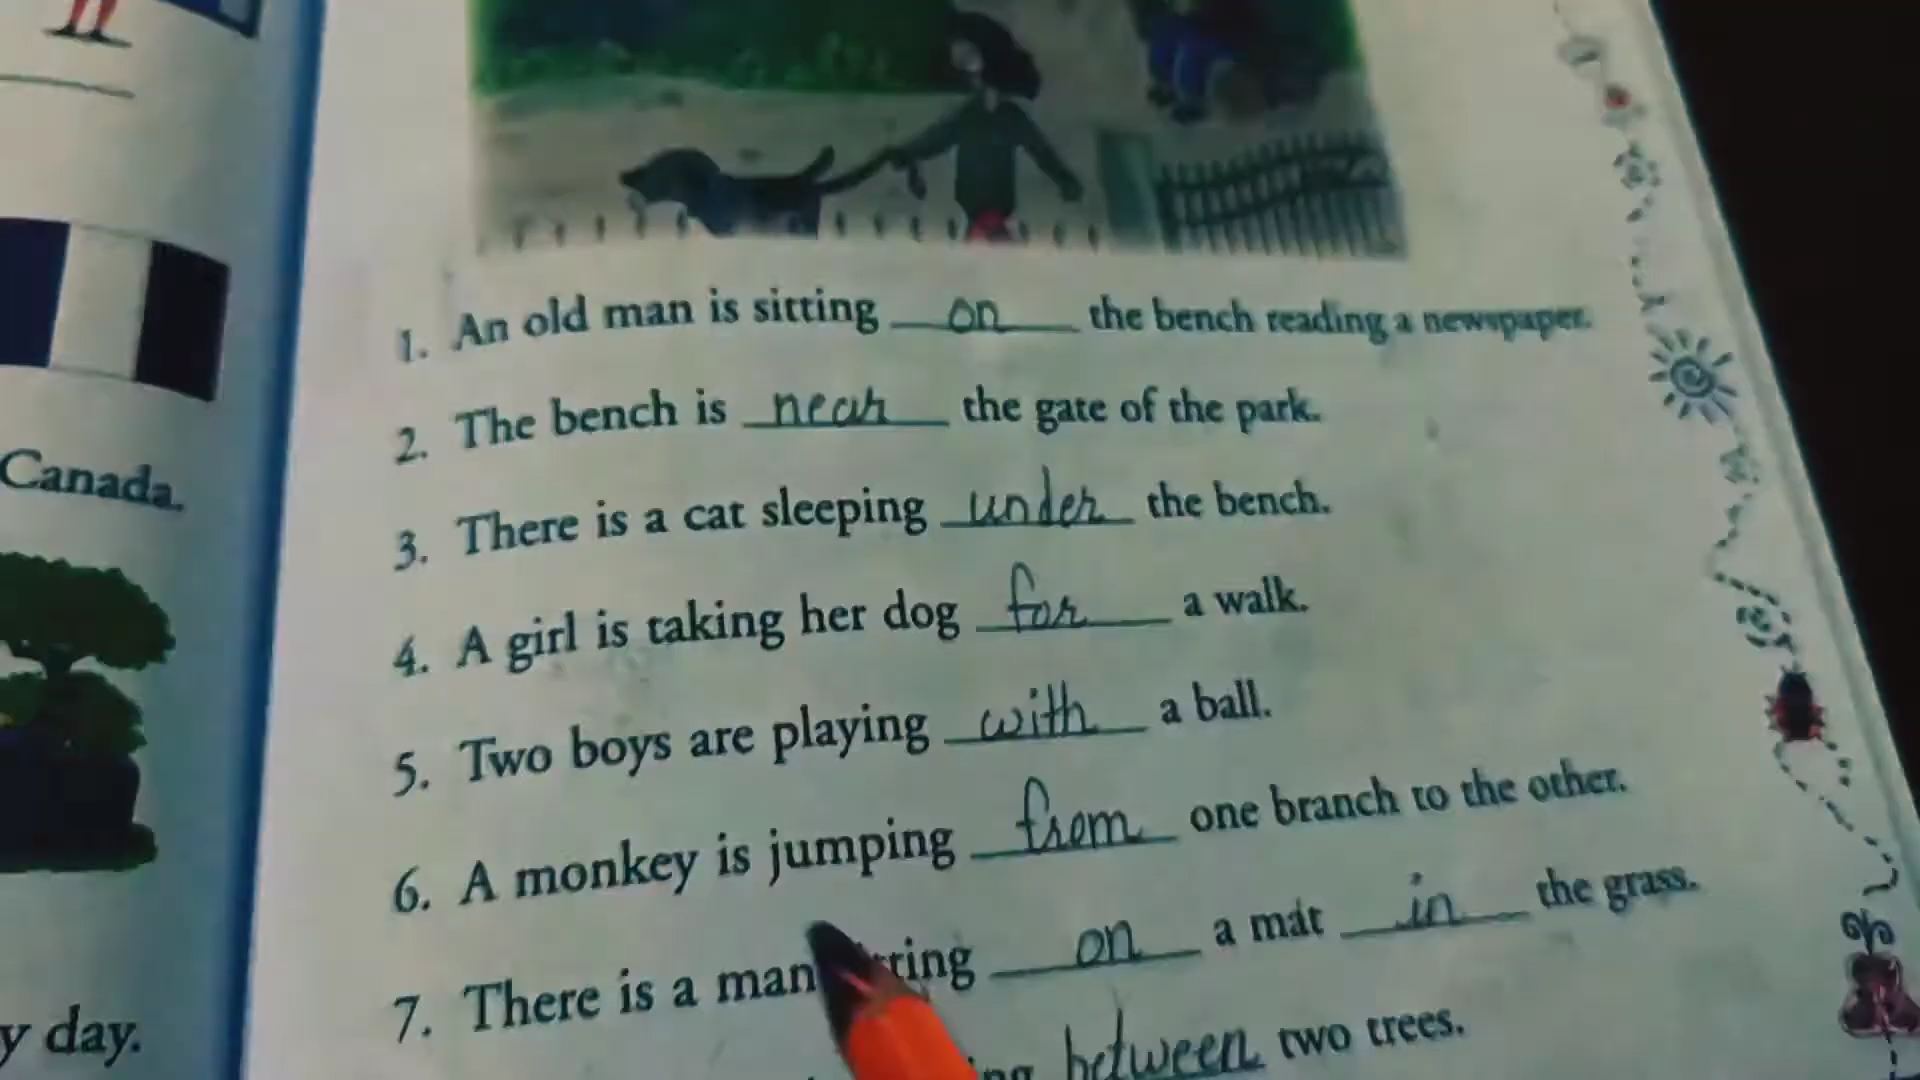 Canada.
y day.
1. An old man is sitting on the bench reading a newspaper.
2. The bench is near the gate of the park.
3. There is a cat sleeping under the bench.
4. A girl is taking her dog for a walk.
5. Two boys are playing with a ball.
6. A monkey is jumping from one branch to the other.
7. There is a man on a mat in the grass.
between two trees.